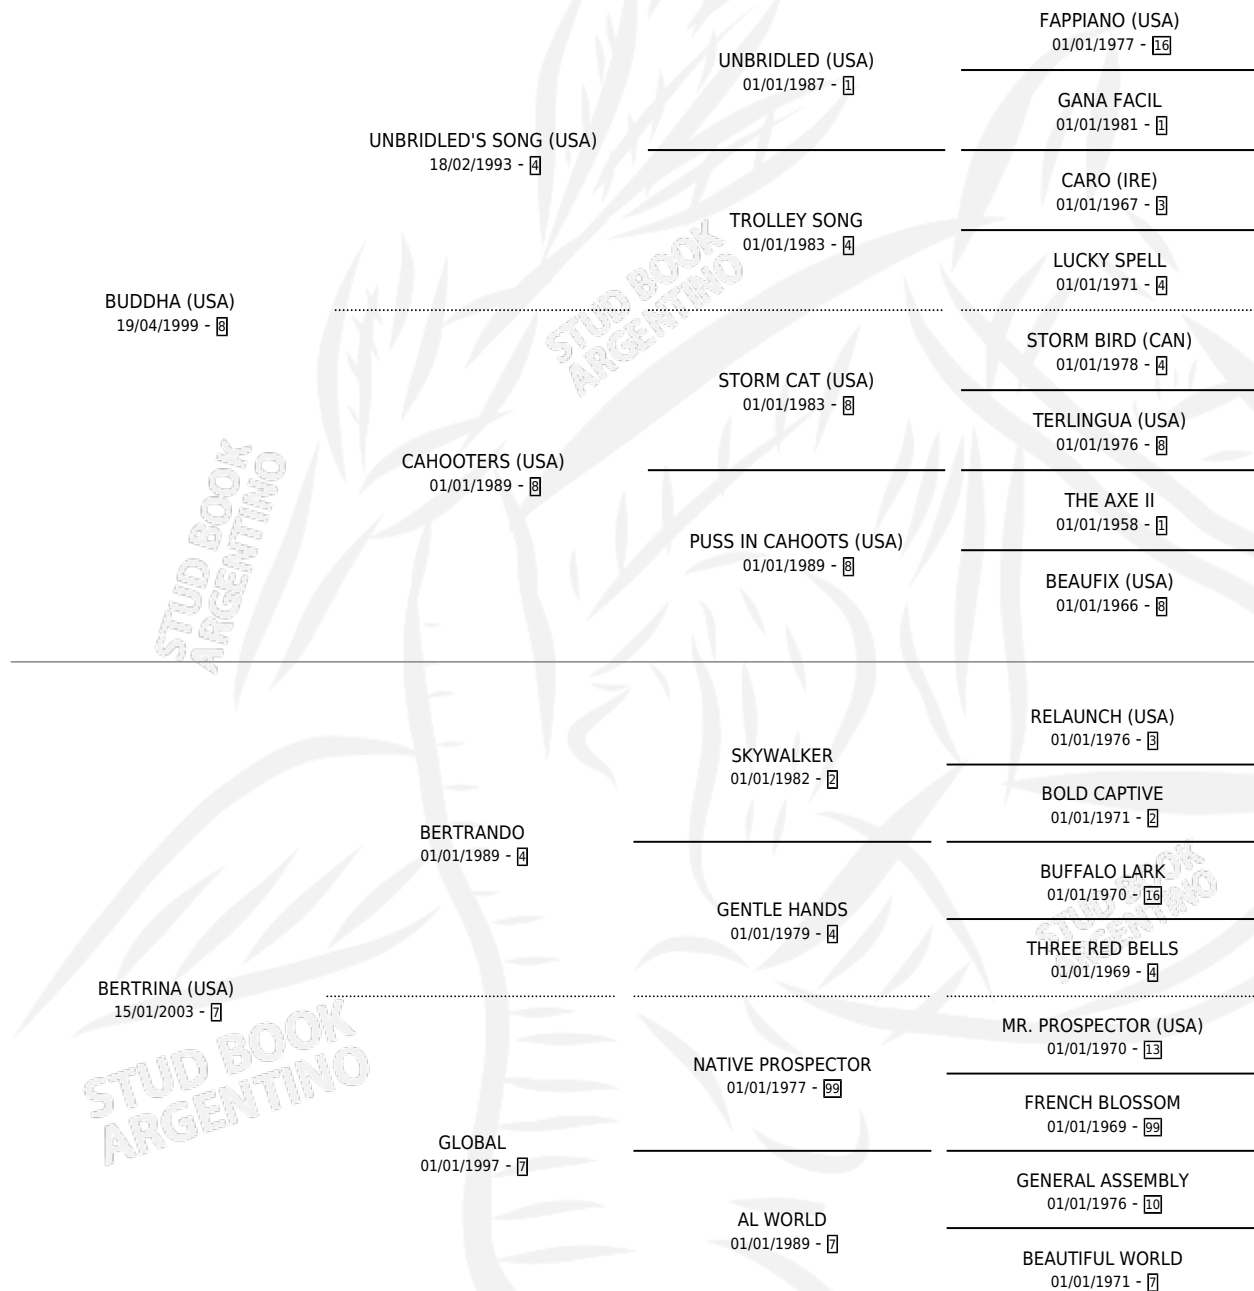 FAPPIANO (USA)
01/01/1977 - 16
UNBRIDLED (USA)
01/01/1987 - 1
GANA FACIL
01/01/1981 - 1
UNBRIDLED'S SONG (USA)
18/02/1993 - 4
CARO (IRE)
01/01/1967 - 3
TROLLEY SONG
01/01/1983 - 4
LUCKY SPELL
01/01/1971 - 4
BUDDHA (USA)
19/04/1999 - 8
STORM BIRD (CAN)
01/01/1978 - 4
STORM CAT (USA)
01/01/1983 - 8
TERLINGUA (USA)
01/01/1976 - 8
CAHOOTERS (USA)
01/01/1989 - 8
THE AXE II
01/01/1958 - 1
PUSS IN CAHOOTS (USA)
01/01/1989 - 8
BEAUFIX (USA)
01/01/1966 - 8
RELAUNCH (USA)
01/01/1976 - 3
SKYWALKER
01/01/1982 - 2
BOLD CAPTIVE
01/01/1971 - 2
BERTRANDO
01/01/1989 - 4
BUFFALO LARK
01/01/1970 - 16
GENTLE HANDS
01/01/1979 - 4
THREE RED BELLS
01/01/1969 - 4
BERTRINA (USA)
15/01/2003 - 7
MR. PROSPECTOR (USA)
01/01/1970 - 13
NATIVE PROSPECTOR
01/01/1977 - 99
FRENCH BLOSSOM
01/01/1969 - 99
GLOBAL
01/01/1997 - 7
GENERAL ASSEMBLY
01/01/1976 - 10
AL WORLD
01/01/1989 - 7
BEAUTIFUL WORLD
01/01/1971 - 7
STUD BOOK
ARGENTINO
STUD BOOK
ARGENTINO
STUD BOOK
ARGENTINO
STUD BOOK
ARGENTINO